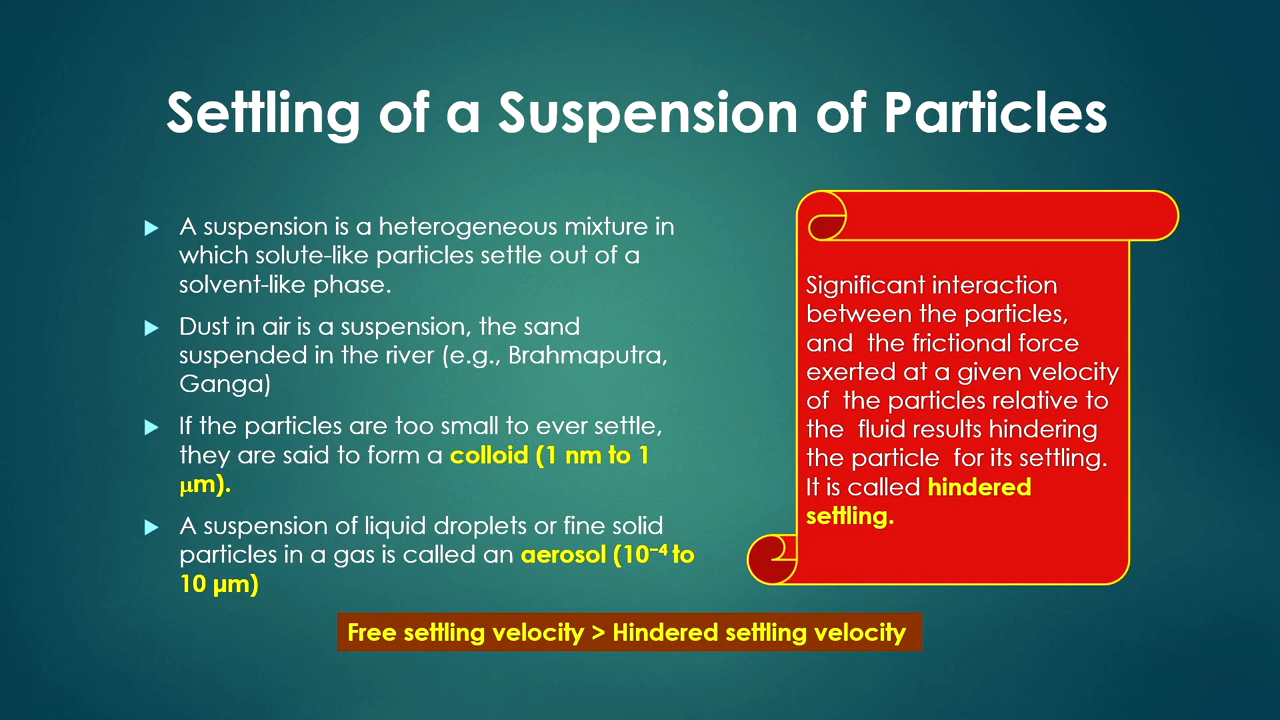 Settling of a Suspension of Particles
A suspension is a heterogeneous mixture in
which solute-like particles settle out of a
solvent-like phase.
Dust in air is a suspension, the sand
suspended in the river (e.g., Brahmaputra,
Ganga)
If the particles are too small to ever settle,
they are said to form a colloid (1 nm to 1
μm).
A suspension of liquid droplets or fine solid
particles in a gas is called an aerosol (10⁻⁴ to
10 μm)
Significant interaction
between the particles,
and the frictional force
exerted at a given velocity
of the particles relative to
the fluid results hindering
the particle for its settling.
It is called hindered
settling.
Free settling velocity > Hindered settling velocity